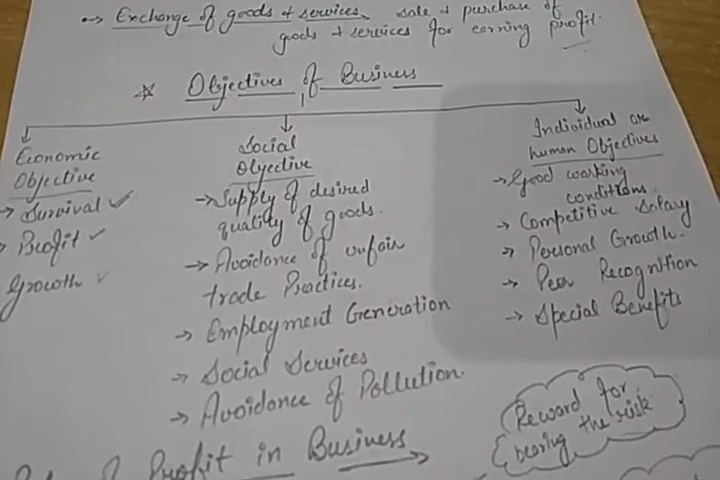 → Exchange of goods & services. sale & purchase of
goods & services for earning profit.
☆ Objectives of Business
Economic
Objective
→ Survival ✓
→ Profit ✓
Growth ✓
Social
Objective
→ Supply of desired
quality of goods.
→ Avoidance of unfair
trade Practices.
→ Employment Generation
→ Social Services
→ Avoidance of Pollution.
Individual or
human Objectives
→ Good working
conditions.
→ Competitive Salary
→ Personal Growth.
→ Peer Recognition
→ Special Benefits
Profit in Business
Reward for
bearing the risk